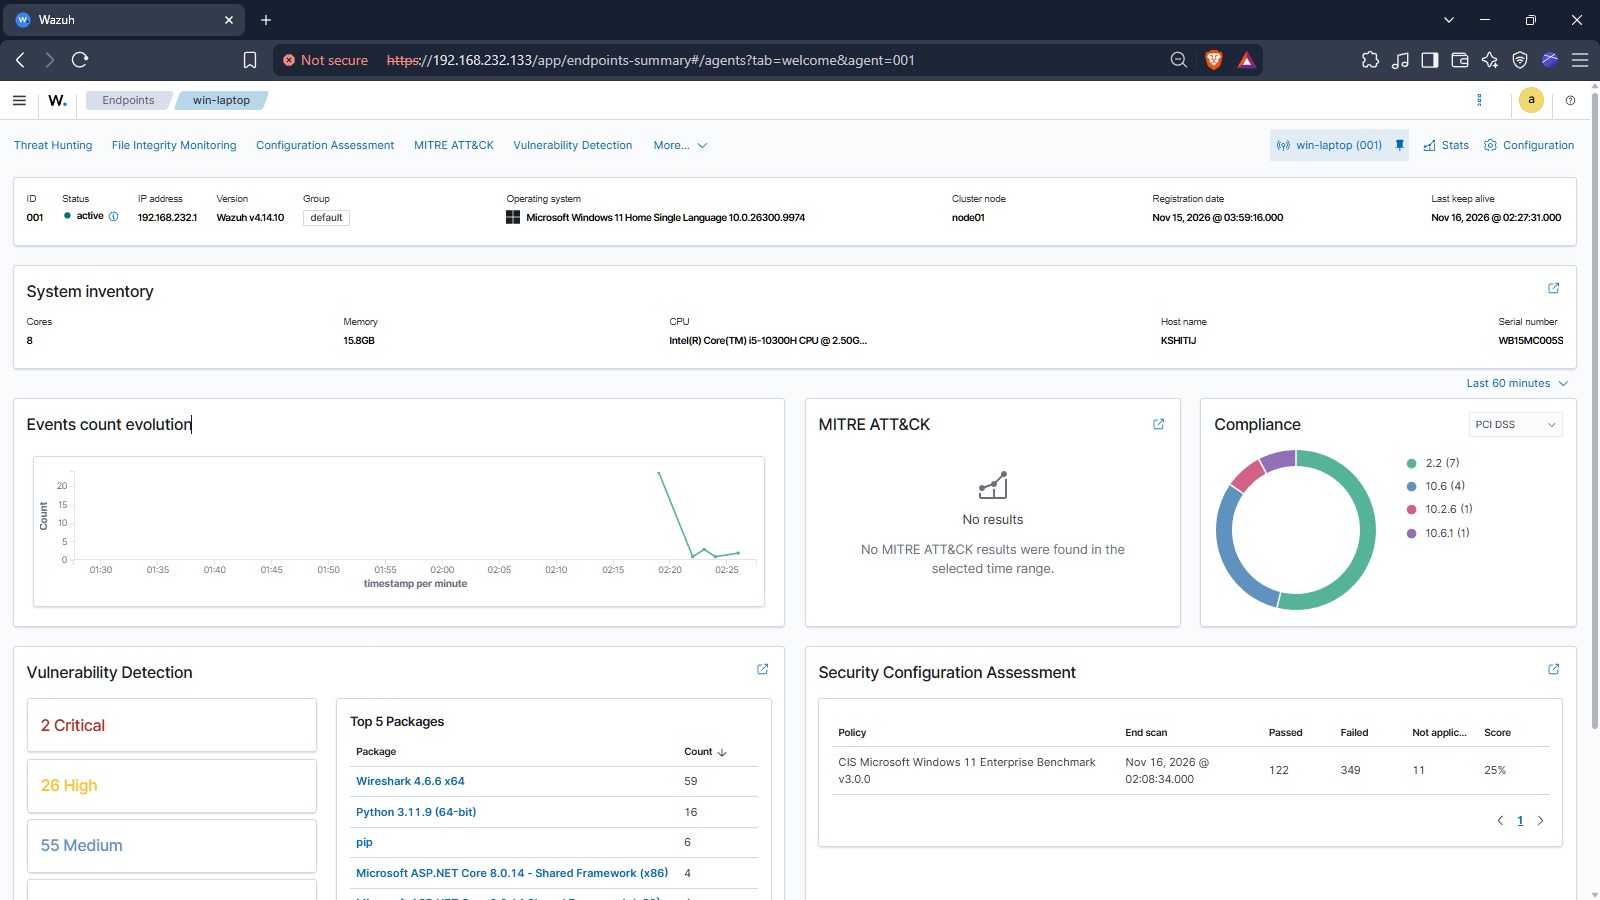 Wazuh
Not secure https://192.168.232.133/app/endpoints-summary#/agents?tab=welcome&agent=001
W. Endpoints win-laptop a
Threat Hunting File Integrity Monitoring Configuration Assessment MITRE ATT&CK Vulnerability Detection More... win-laptop (001) Stats Configuration
ID Status IP address Version Group Operating system Cluster node Registration date Last keep alive
001 active 192.168.232.1 Wazuh v4.14.10 default Microsoft Windows 11 Home Single Language 10.0.26300.9974 node01 Nov 15, 2026 @ 03:59:16.000 Nov 16, 2026 @ 02:27:31.000
System inventory
Cores Memory CPU Host name Serial number
8 15.8GB Intel(R) Core(TM) i5-10300H CPU @ 2.50G... KSHITIJ WB15MC005S
Last 60 minutes
Events count evolution
Count
20
15
10
5
0
01:30 01:35 01:40 01:45 01:50 01:55 02:00 02:05 02:10 02:15 02:20 02:25
timestamp per minute
MITRE ATT&CK
No results
No MITRE ATT&CK results were found in the
selected time range.
Compliance PCI DSS
2.2 (7)
10.6 (4)
10.2.6 (1)
10.6.1 (1)
Vulnerability Detection
2 Critical
26 High
55 Medium
Top 5 Packages
Package Count
Wireshark 4.6.6 x64 59
Python 3.11.9 (64-bit) 16
pip 6
Microsoft ASP.NET Core 8.0.14 - Shared Framework (x86) 4
Security Configuration Assessment
Policy End scan Passed Failed Not applic... Score
CIS Microsoft Windows 11 Enterprise Benchmark
v3.0.0
Nov 16, 2026 @
02:08:34.000
122 349 11 25%
1